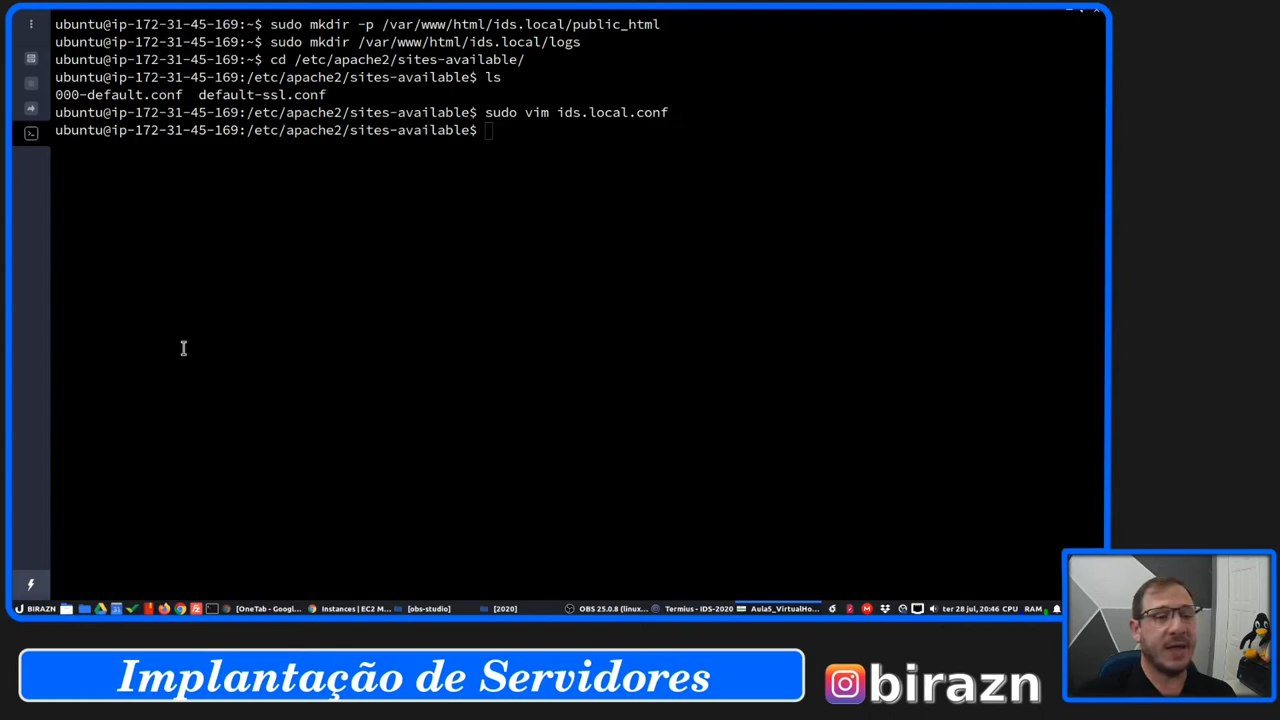 ubuntu@ip-172-31-45-169:~$ sudo mkdir -p /var/www/html/ids.local/public_html
ubuntu@ip-172-31-45-169:~$ sudo mkdir /var/www/html/ids.local/logs
ubuntu@ip-172-31-45-169:~$ cd /etc/apache2/sites-available/
ubuntu@ip-172-31-45-169:/etc/apache2/sites-available$ ls
000-default.conf  default-ssl.conf
ubuntu@ip-172-31-45-169:/etc/apache2/sites-available$ sudo vim ids.local.conf
ubuntu@ip-172-31-45-169:/etc/apache2/sites-available$
BIRAZN [OneTab - Googl... Instances | EC2 M... [obs-studio] [2020] OBS 25.0.8 (linux... Termius - IDS-2020 Aula5_VirtualHo... ter 28 jul, 20:46 CPU RAM
Implantação de Servidores
birazn